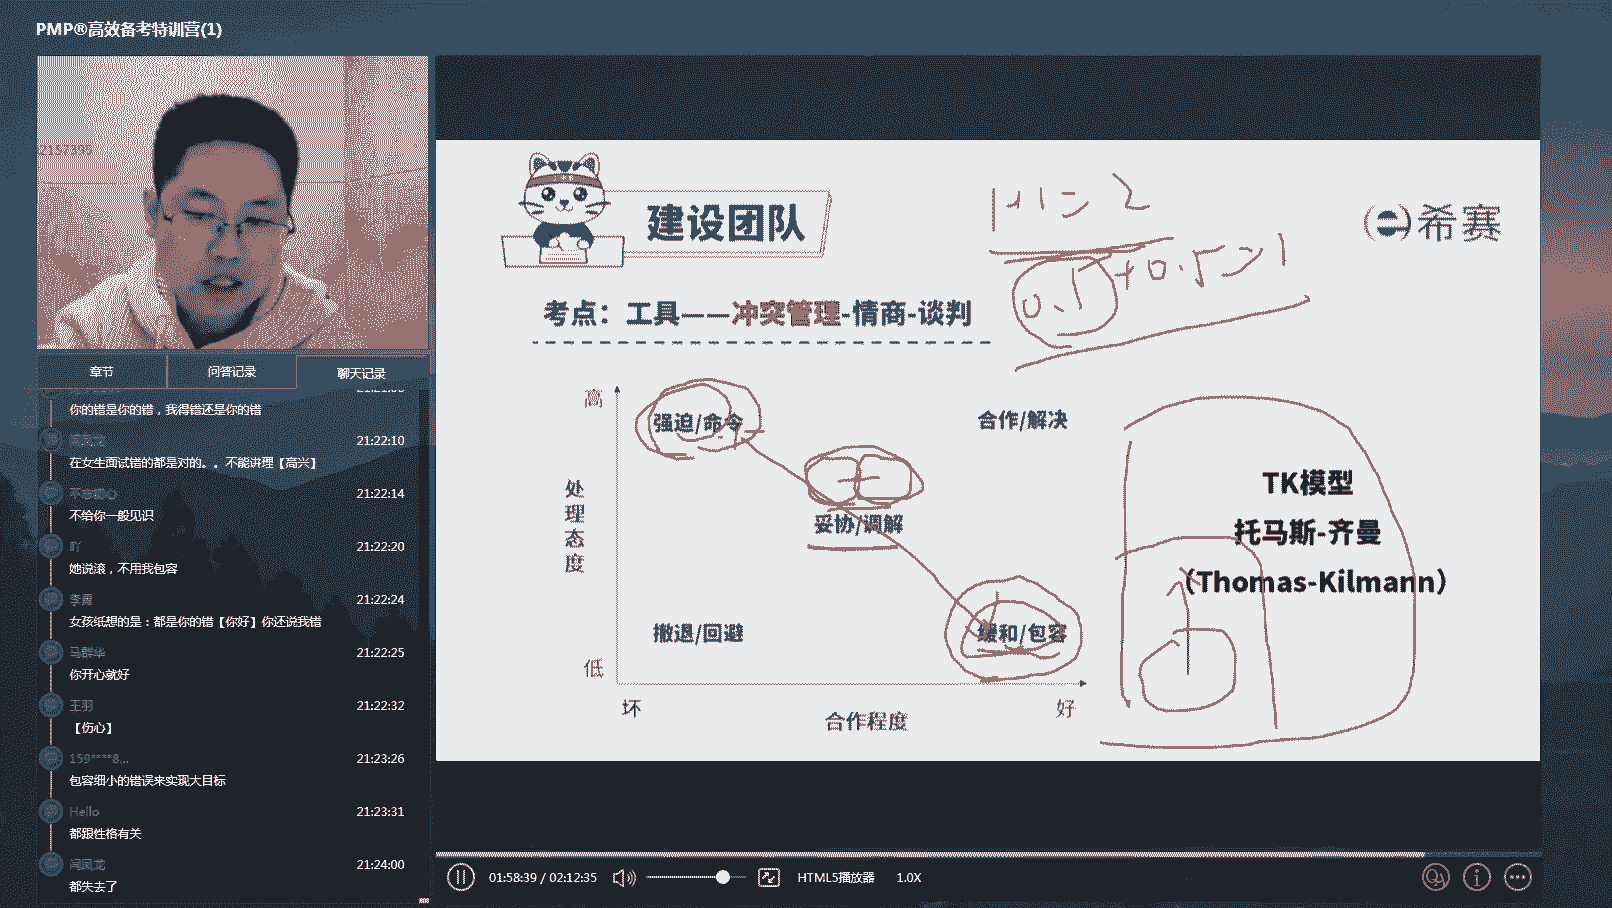 PMP®高效备考特训营(1)
2157395
章节
问答记录
聊天记录
你的错是你的错，我得错还是你的错
闾凤龙
21:22:10
在女生面试错的都是对的。。不能讲理【高兴】
不忘初心
21:22:14
不给你一般见识
吖
21:22:20
她说滚，不用我包容
李霄
21:22:24
女孩纸想的是：都是你的错【你好】你还说我错
马群华
21:22:25
你开心就好
王羽
21:22:32
【伤心】
159****8...
21:23:26
包容细小的错误来实现大目标
Hello
21:23:31
都跟性格有关
闾凤龙
21:24:00
都失去了
建设团队
希赛
1+1=2
0.1+0.5>1
考点：工具——冲突管理-情商-谈判
高
强迫/命令
合作/解决
处理态度
妥协/调解
撤退/回避
缓和/包容
低
坏
合作程度
好
TK模型
托马斯-齐曼
（Thomas-Kilmann）
01:58:39 / 02:12:35
HTML5播放器
1.0X